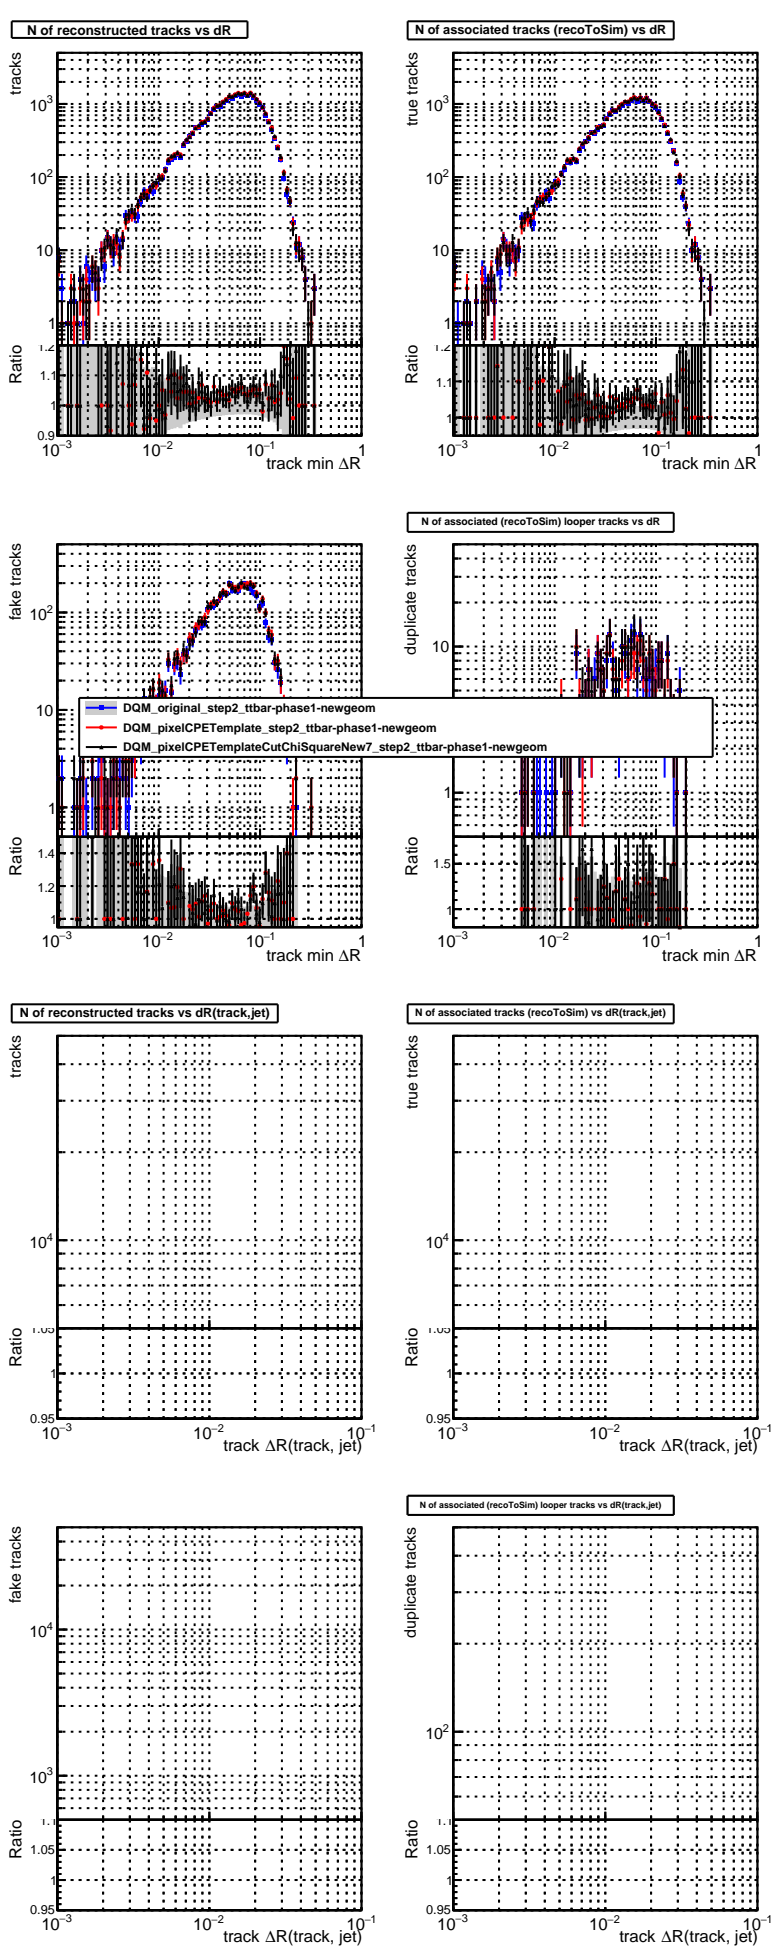 N of reconstructed tracks vs dR
tracks
10³
10²
10
1
Ratio
1.2
1.1
1
0.9
10⁻³ 10⁻² 10⁻¹ 1
track min ΔR
N of associated tracks (recoToSim) vs dR
true tracks
10³
10²
10
1
Ratio
1.2
1.1
1
10⁻³ 10⁻² 10⁻¹ 1
track min ΔR
fake tracks
10²
10
1
Ratio
1.4
1.2
1
10⁻³ 10⁻² 10⁻¹ 1
track min ΔR
N of associated (recoToSim) looper tracks vs dR
duplicate tracks
10
1
Ratio
1.5
1
10⁻³ 10⁻² 10⁻¹ 1
track min ΔR
DQM_original_step2_ttbar-phase1-newgeom
DQM_pixelCPETemplate_step2_ttbar-phase1-newgeom
DQM_pixelCPETemplateCutChiSquareNew7_step2_ttbar-phase1-newgeom
N of reconstructed tracks vs dR(track,jet)
tracks
10⁴
Ratio
1.05
1
0.95
10⁻³ 10⁻² 10⁻¹
track ΔR(track, jet)
N of associated tracks (recoToSim) vs dR(track,jet)
true tracks
10⁴
Ratio
1.05
1
0.95
10⁻³ 10⁻² 10⁻¹
track ΔR(track, jet)
fake tracks
10⁴
10³
Ratio
1.1
1.05
1
0.95
10⁻³ 10⁻² 10⁻¹
track ΔR(track, jet)
N of associated (recoToSim) looper tracks vs dR(track,jet)
duplicate tracks
10²
Ratio
1.1
1.05
1
0.95
10⁻³ 10⁻² 10⁻¹
track ΔR(track, jet)